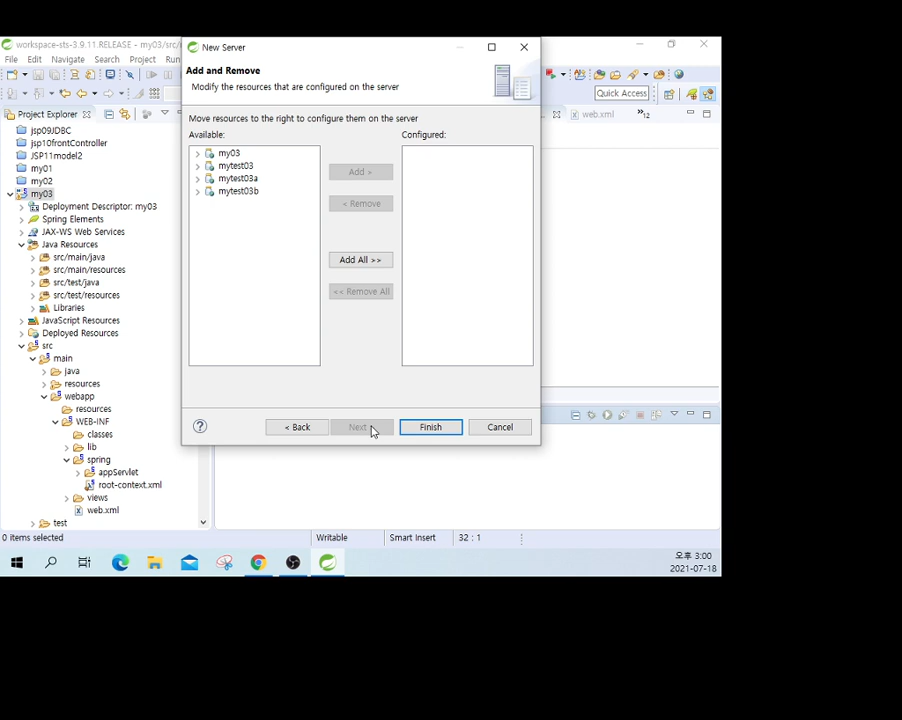 workspace-sts-3.9.11.RELEASE - my03/src/
New Server
File Edit Navigate Search Project Run
Add and Remove
Modify the resources that are configured on the server
Quick Access
Project Explorer
web.xml
12
Move resources to the right to configure them on the server
Available:
Configured:
jsp09JDBC
jsp10frontController
JSP11model2
my01
my02
my03
Deployment Descriptor: my03
Spring Elements
JAX-WS Web Services
Java Resources
src/main/java
src/main/resources
src/test/java
src/test/resources
Libraries
JavaScript Resources
Deployed Resources
src
main
java
resources
webapp
resources
WEB-INF
classes
lib
spring
appServlet
root-context.xml
views
web.xml
test
my03
mytest03
mytest03a
mytest03b
Add >
< Remove
Add All >>
<< Remove All
< Back
Next >
Finish
Cancel
0 items selected
Writable
Smart Insert
32 : 1
오후 3:00
2021-07-18